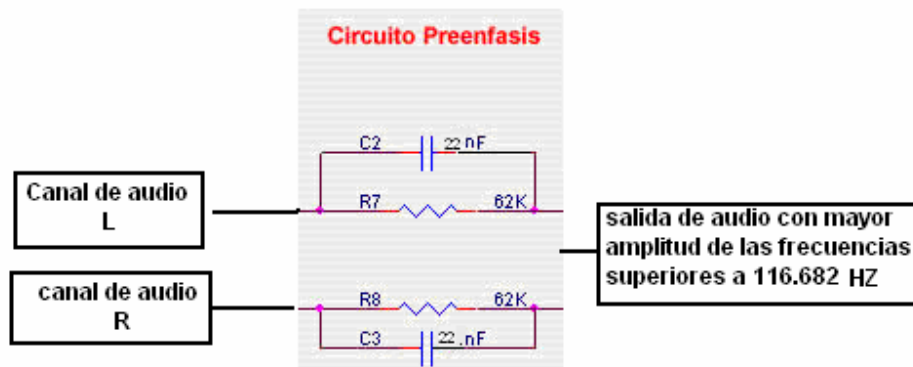 Circuito Preenfasis
C2 22 nF
R7 62K
Canal de audio
L
R8 62K
C3 22.nF
canal de audio
R
salida de audio con mayor
amplitud de las frecuencias
superiores a 116.682 HZ